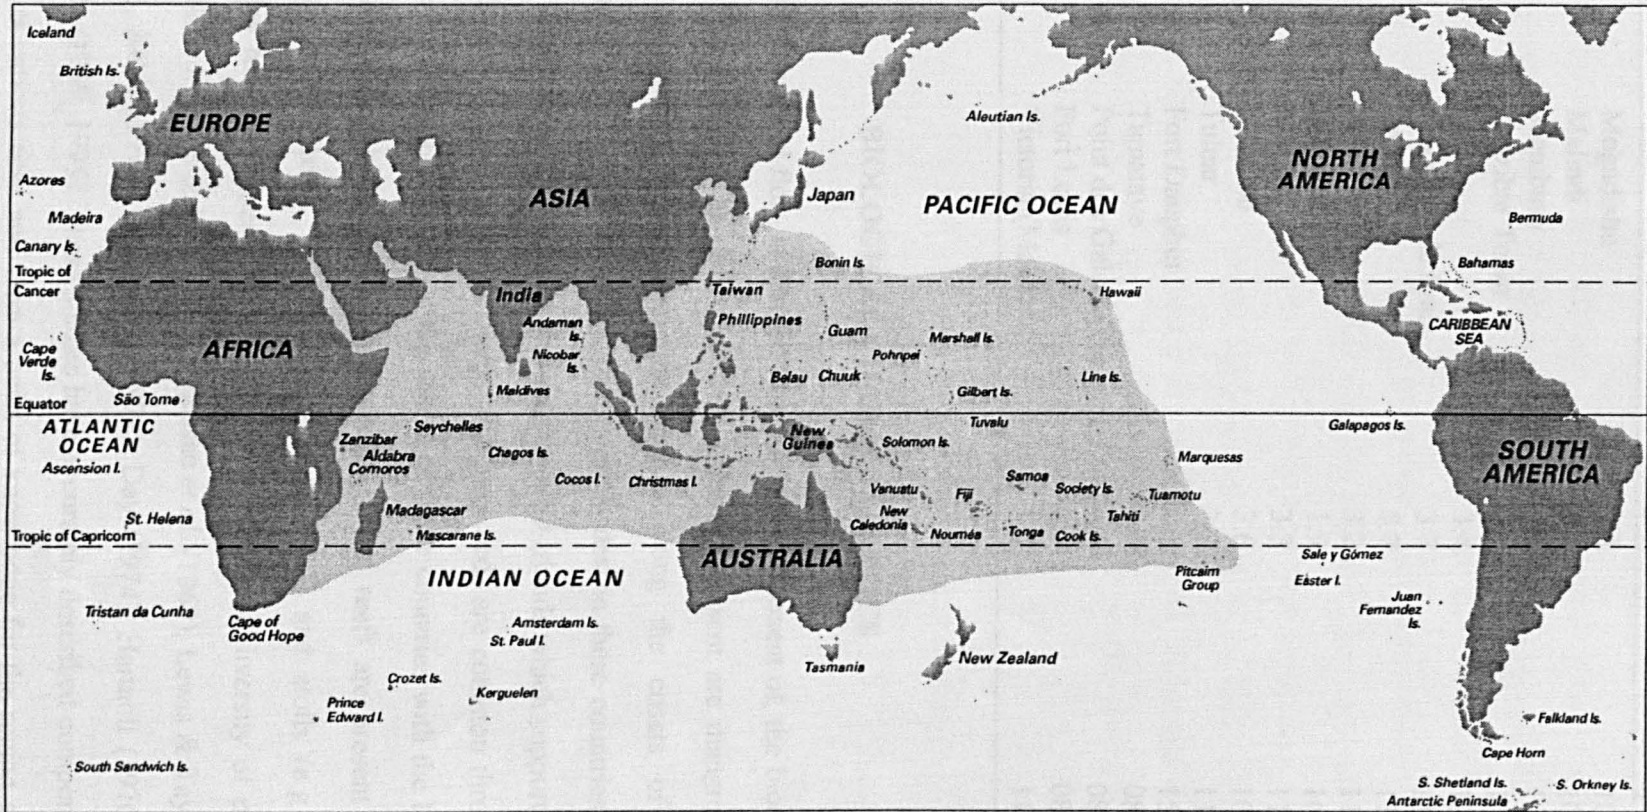 Iceland
British Is.
EUROPE
Azores
Madeira
Canary Is.
Tropic of
Cancer
ASIA
Japan
PACIFIC OCEAN
Aleutian Is.
NORTH
AMERICA
Bermuda
Bahamas
CARIBBEAN
SEA
Bonin Is.
Hawaii
India
Taiwan
Phillippines
Andaman
Is.
Nicobar
Is.
Guam
Marshall Is.
Pohnpei
AFRICA
Cape
Verde
Is.
Maldives
Belau
Chuuk
Line Is.
Gilbert Is.
São Tome
Equator
ATLANTIC
OCEAN
Ascension I.
Zanzibar
Aldabra
Comoros
Seychelles
Chagos Is.
Cocos I.
Christmas I.
New
Guinea
Solomon Is.
Tuvalu
Galapagos Is.
SOUTH
AMERICA
Marquesas
Samoa
Society Is.
Tuamotu
Vanuatu
Fiji
New
Caledonia
Nouméa
Tonga
Cook Is.
Tahiti
St. Helena
Tropic of Capricorn
Madagascar
Mascarane Is.
AUSTRALIA
INDIAN OCEAN
Pitcairn
Group
Sale y Gómez
Easter I.
Juan
Fernandez
Is.
Tristan da Cunha
Cape of
Good Hope
Amsterdam Is.
St. Paul I.
Tasmania
New Zealand
Crozet Is.
Kerguelen
Prince
Edward I.
South Sandwich Is.
Falkland Is.
Cape Horn
S. Shetland Is.
S. Orkney Is.
Antarctic Peninsula